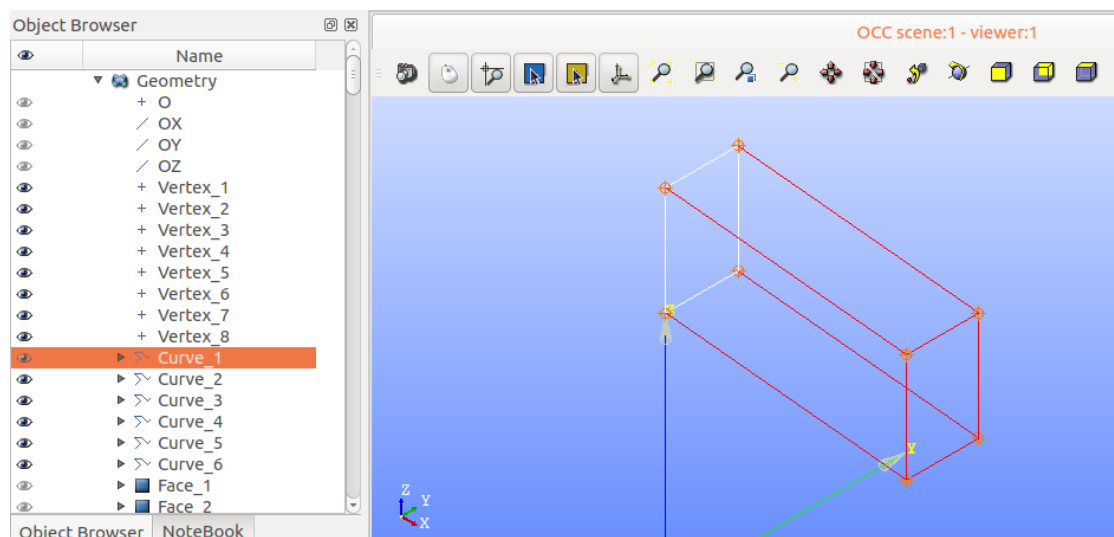 Object Browser
OCC scene:1 - viewer:1
Name
Geometry
O
OX
OY
OZ
Vertex_1
Vertex_2
Vertex_3
Vertex_4
Vertex_5
Vertex_6
Vertex_7
Vertex_8
Curve_1
Curve_2
Curve_3
Curve_4
Curve_5
Curve_6
Face_1
Face_2
Object Browser NoteBook
Y
Z
Y
X